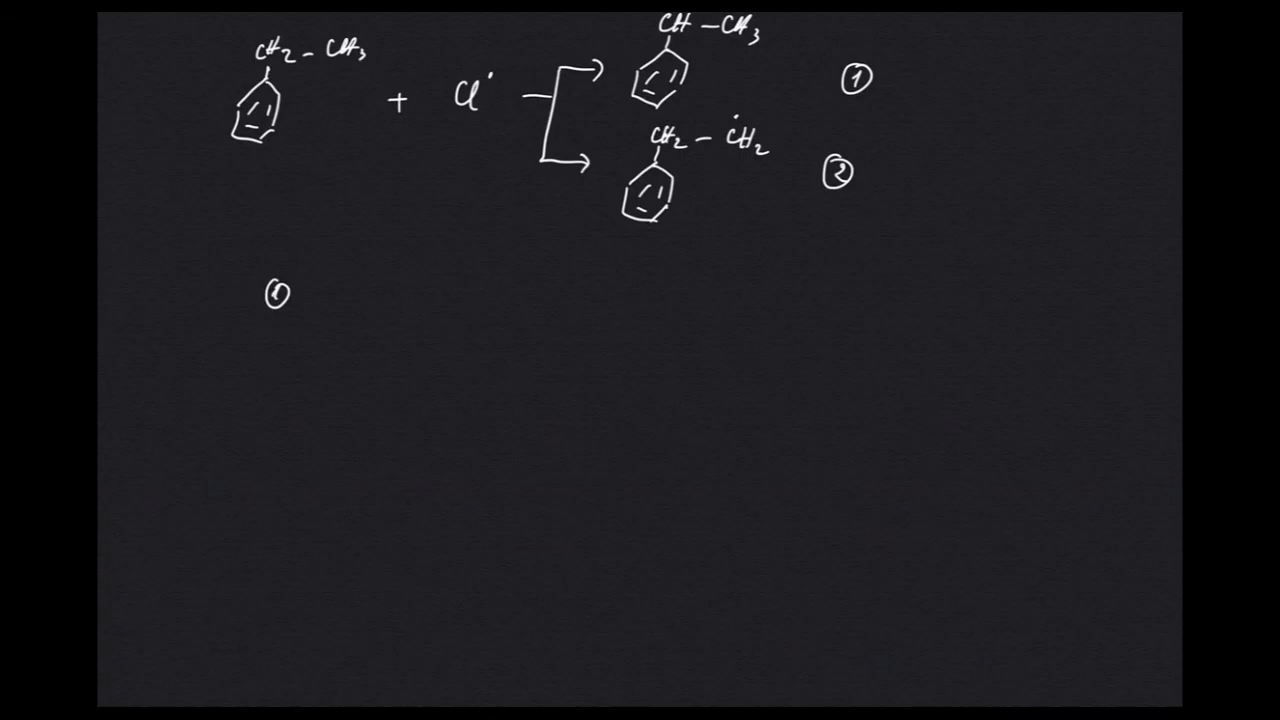 CH2 - CH3 + Cl• CH - CH3 ①
CH2 - ĊH2 ②
①